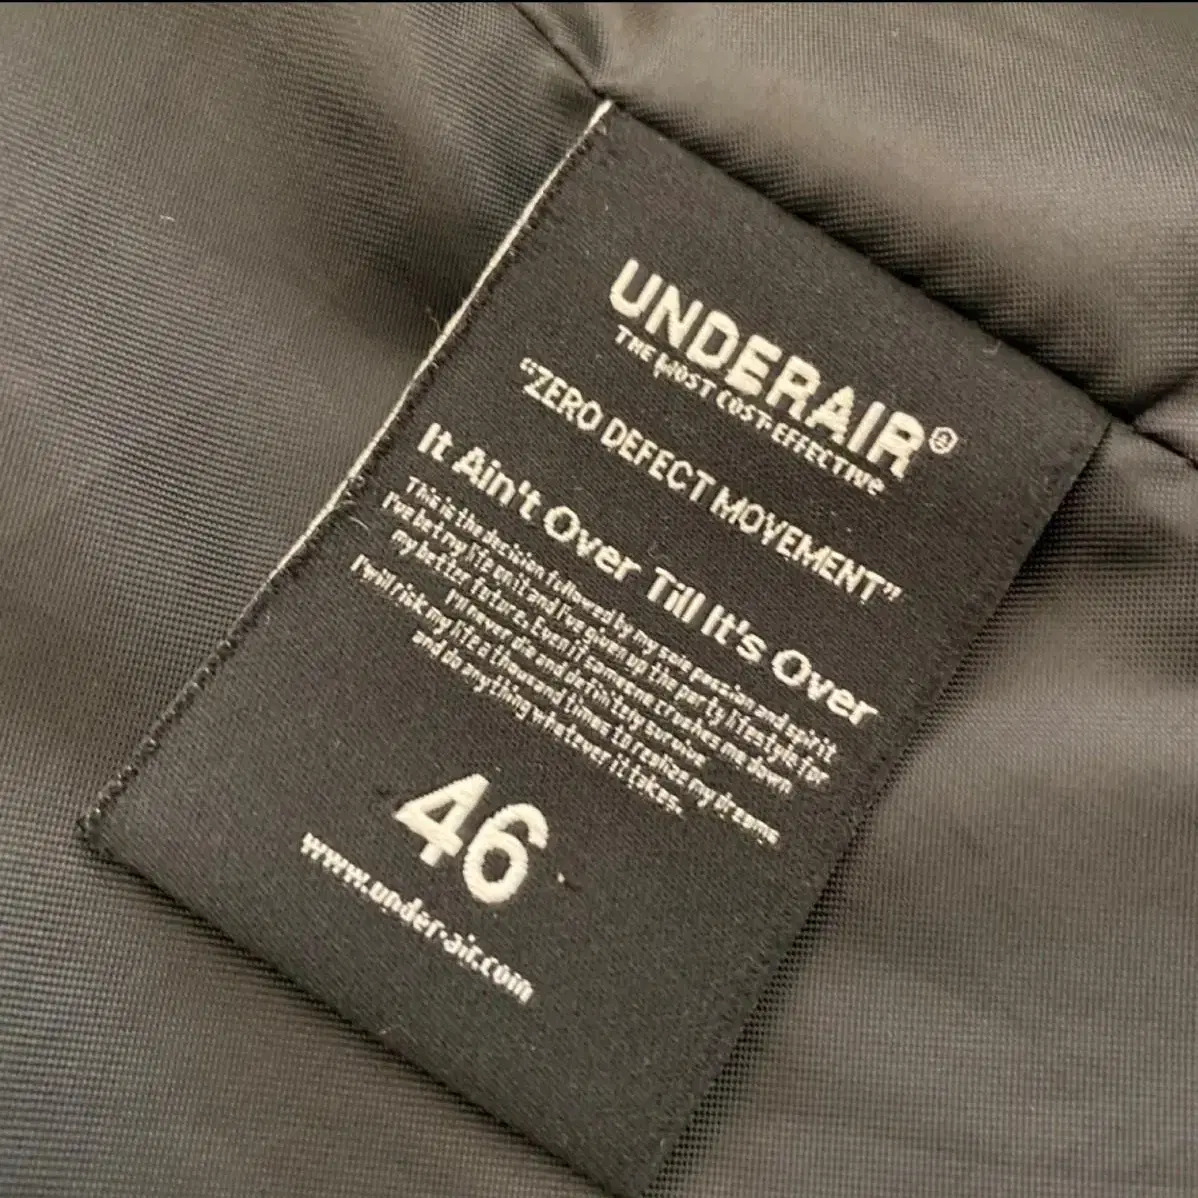 UNDERAIR®
THE MOST COST-EFFECTIVE
“ZERO DEFECT MOVEMENT”
It Ain't Over Till It's Over
This is the decision followed by my sole passion and spirit
I've bet my life on it and I've given up the party lifestyle for
my better future. Even if someone crushes me down
I'll never die and definitely survive
I'will risk my life a thousand times to realize my dreams
and do anything whatever it takes.
46
www.under-air.com